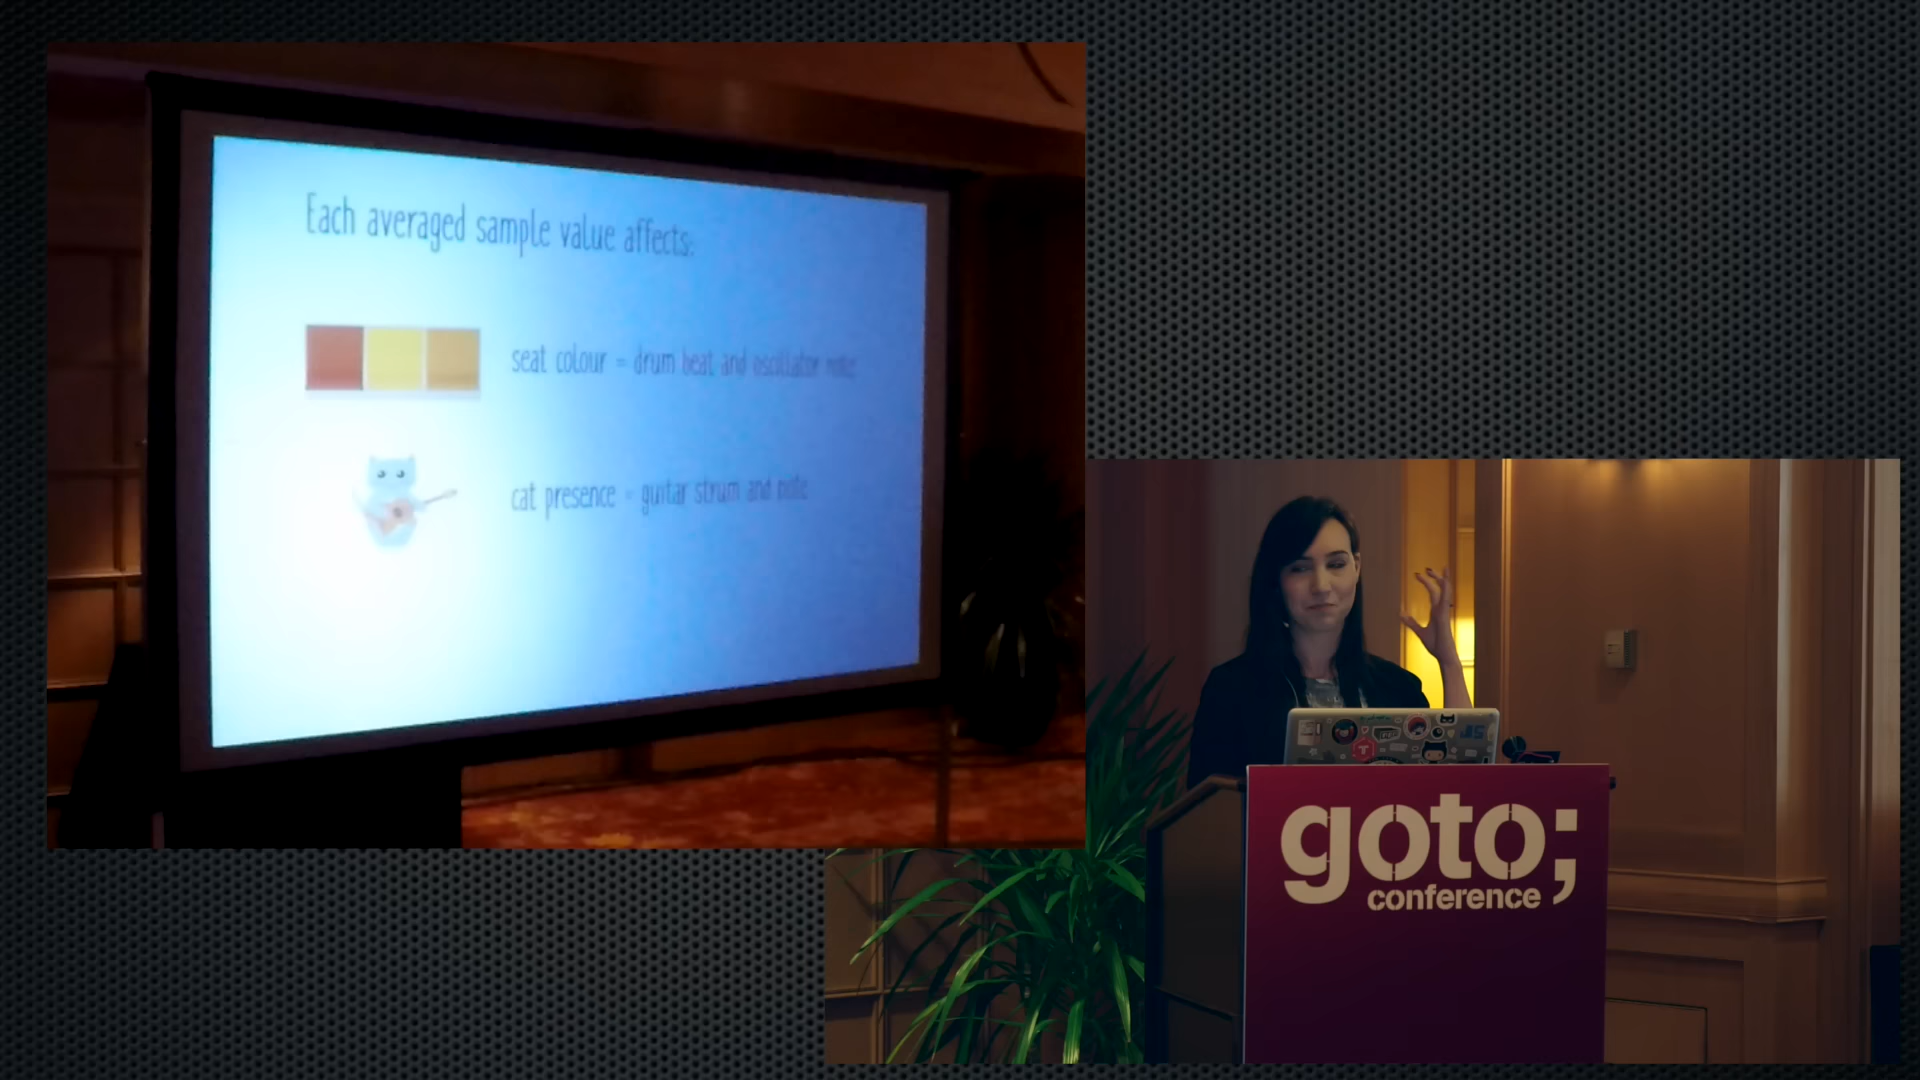 Each averaged sample value affects:
seat colour = drum beat and oscillator note
cat presence = guitar strum and note
JS
goto;
conference